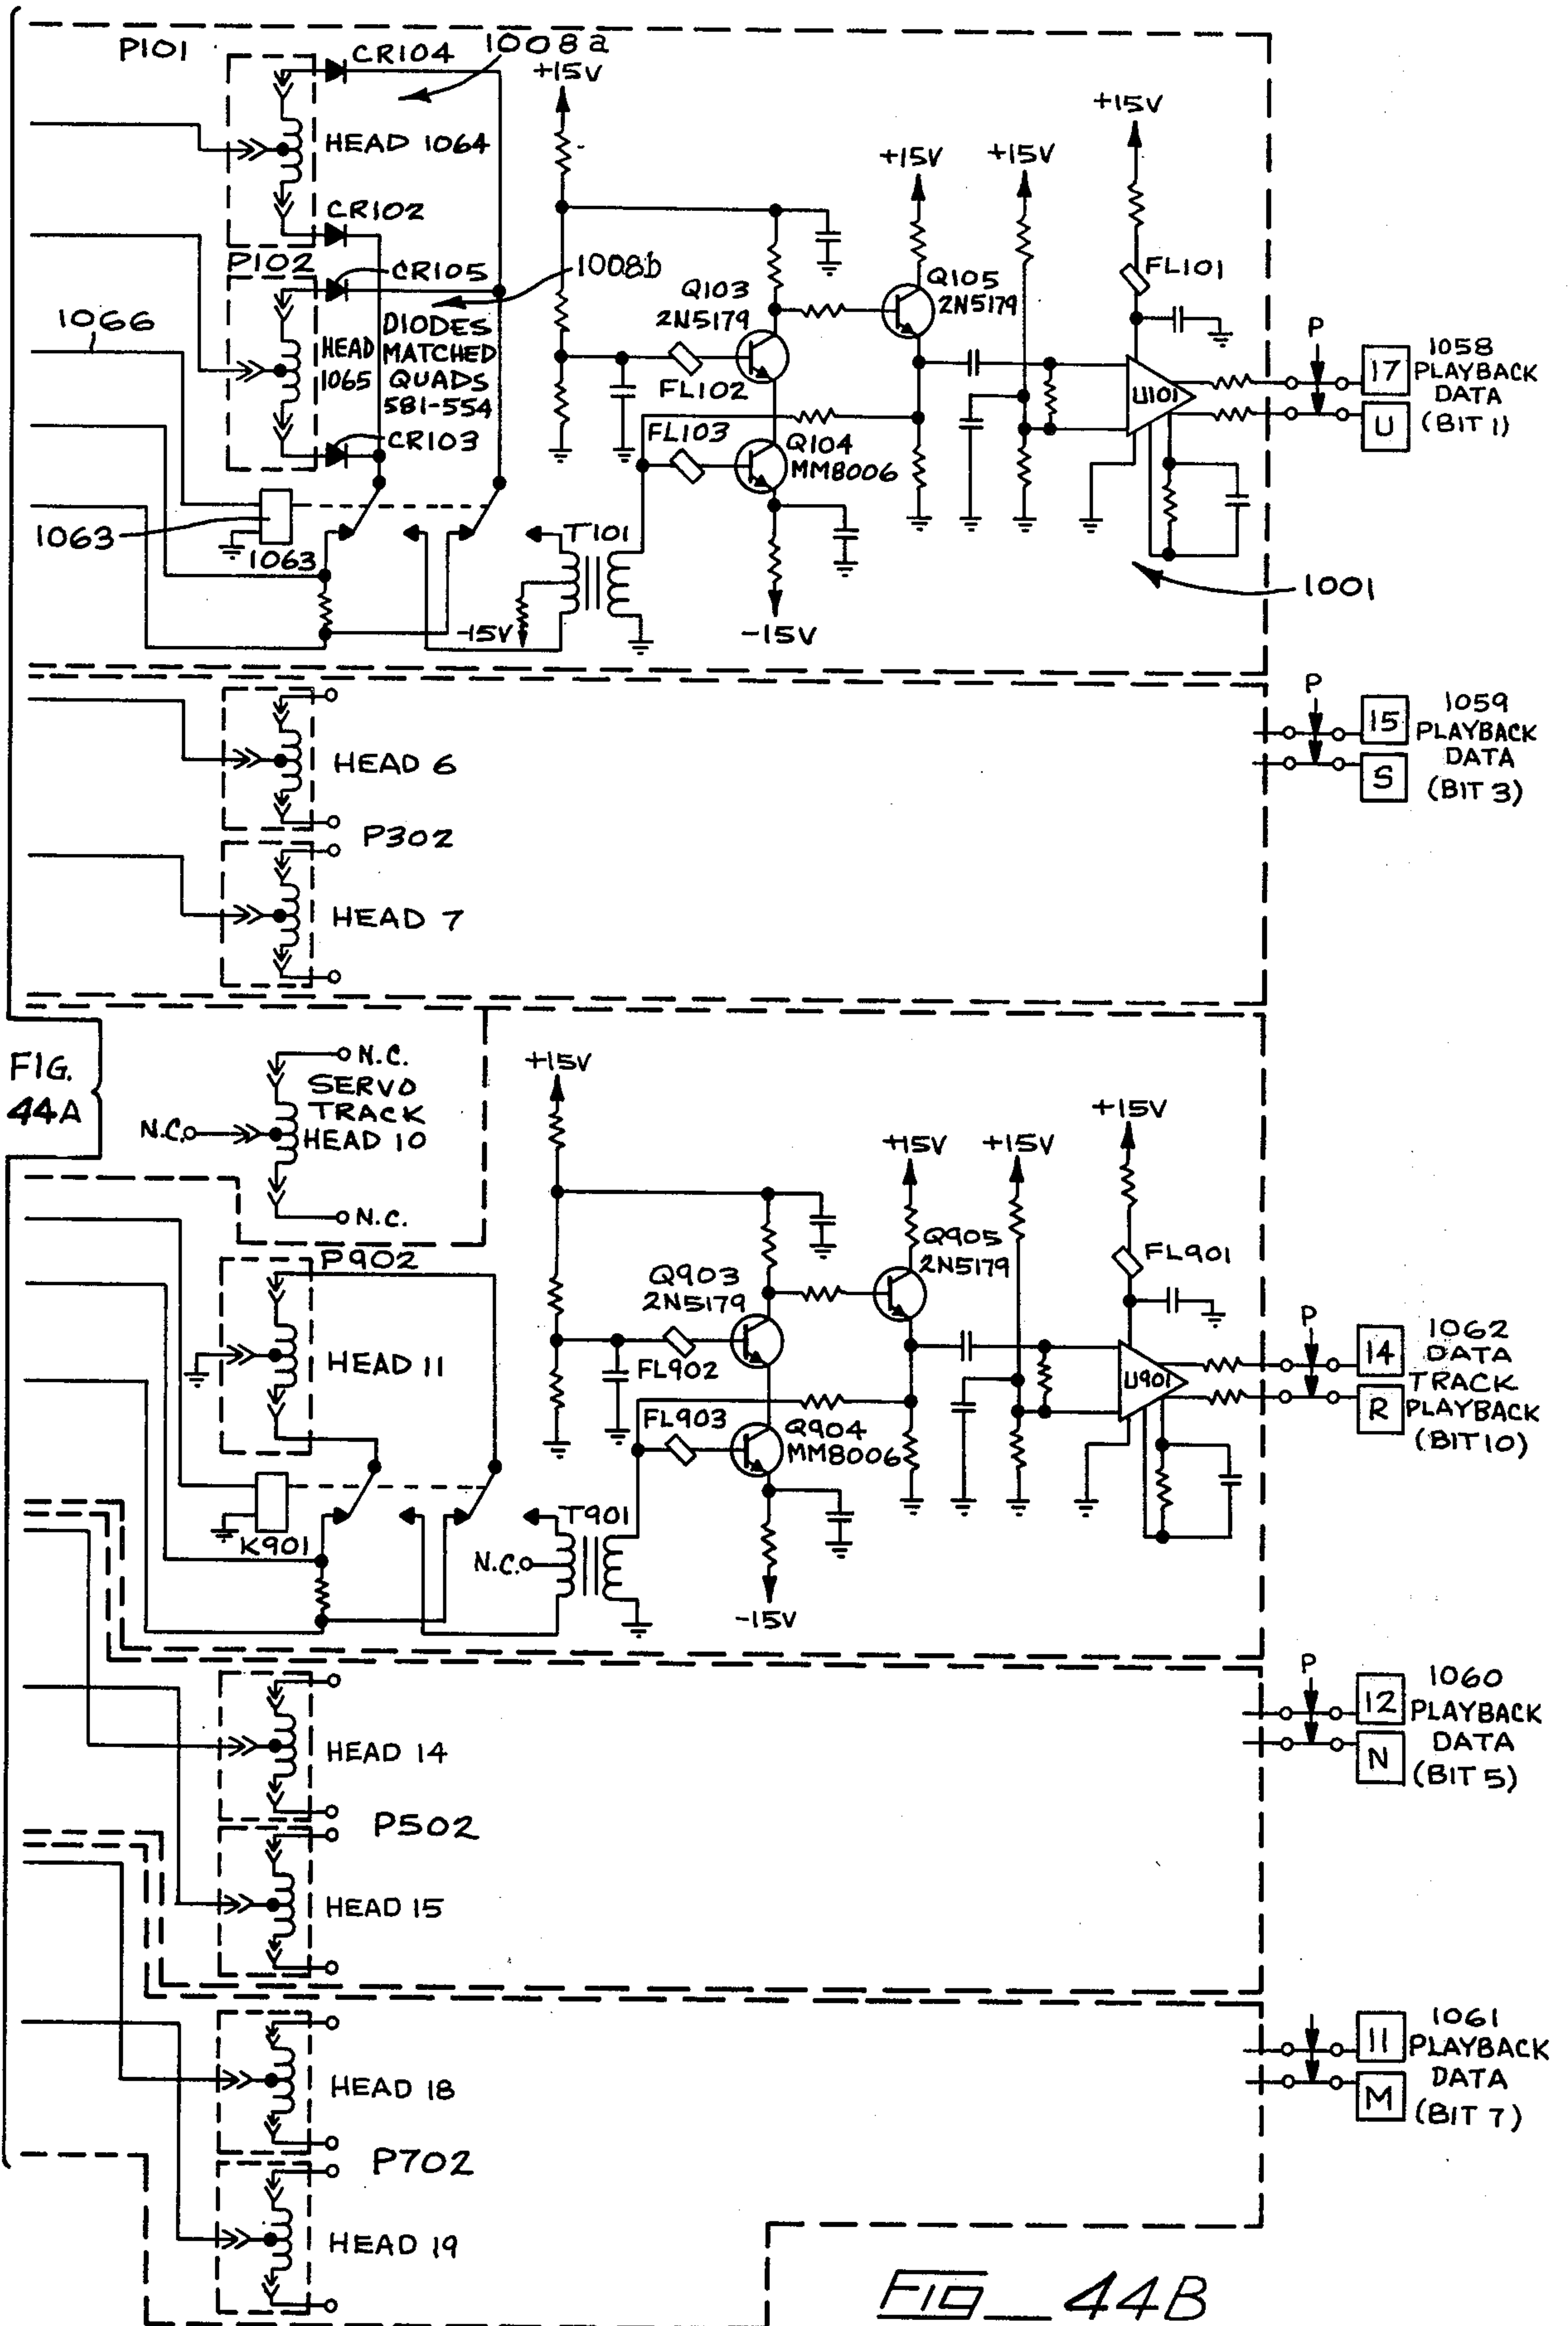 P101
CR104
1008a
+15V
HEAD 1064
CR102
P102
CR105
1008b
1066
HEAD
1065
DIODES
MATCHED
QUADS
581-554
CR103
1063
1063
+15V
+15V
+15V
Q103
2N5179
Q105
2N5179
FL101
FL102
FL103
Q104
MM8006
T101
-15V
-15V
U101
P
17
U
1058
PLAYBACK
DATA
(BIT 1)
1001
HEAD 6
P302
HEAD 7
P
15
S
1059
PLAYBACK
DATA
(BIT 3)
FIG.
44A
N.C.
SERVO
TRACK
HEAD 10
N.C.
N.C.
P902
HEAD 11
K901
+15V
+15V
+15V
+15V
Q903
2N5179
Q905
2N5179
FL901
FL902
FL903
Q904
MM8006
T901
N.C.
-15V
U901
P
14
R
1062
DATA
TRACK
PLAYBACK
(BIT 10)
HEAD 14
P502
HEAD 15
P
12
N
1060
PLAYBACK
DATA
(BIT 5)
HEAD 18
P702
HEAD 19
11
M
1061
PLAYBACK
DATA
(BIT 7)
FIG 44B